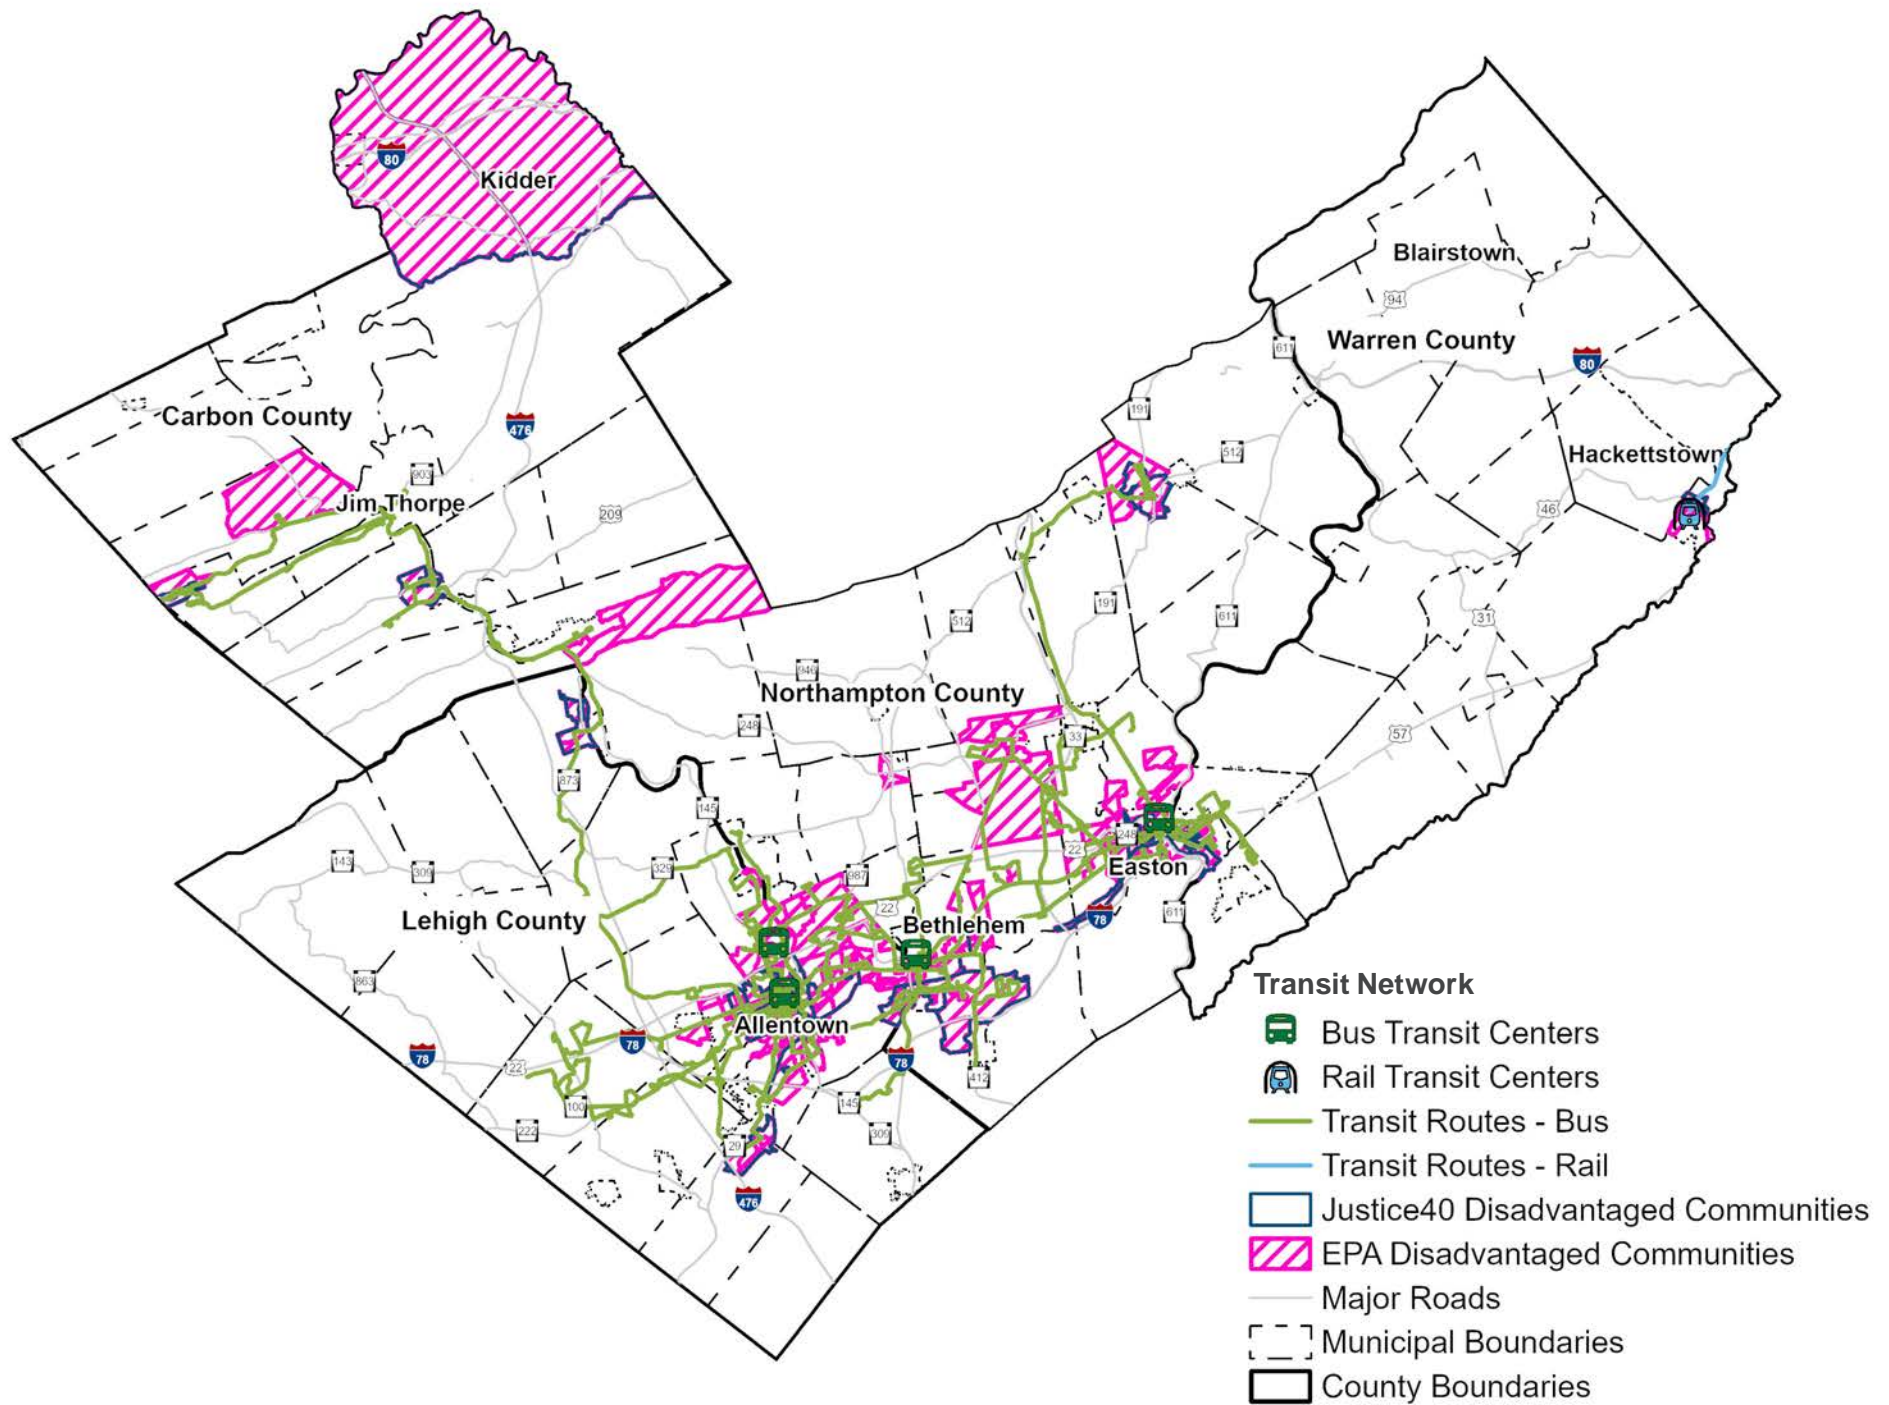 80
Kidder
Blairstown
94
611
Warren County
80
191
Carbon County
476
512
Hackettstown
903
Jim Thorpe
209
46
191
512
611
31
946
Northampton County
248
33
57
873
145
248
22
143
309
329
987
Easton
22
Lehigh County
Bethlehem
78
611
863
Allentown
78
78
78
22
412
100
145
222
29
309
476
Transit Network
Bus Transit Centers
Rail Transit Centers
Transit Routes - Bus
Transit Routes - Rail
Justice40 Disadvantaged Communities
EPA Disadvantaged Communities
Major Roads
Municipal Boundaries
County Boundaries